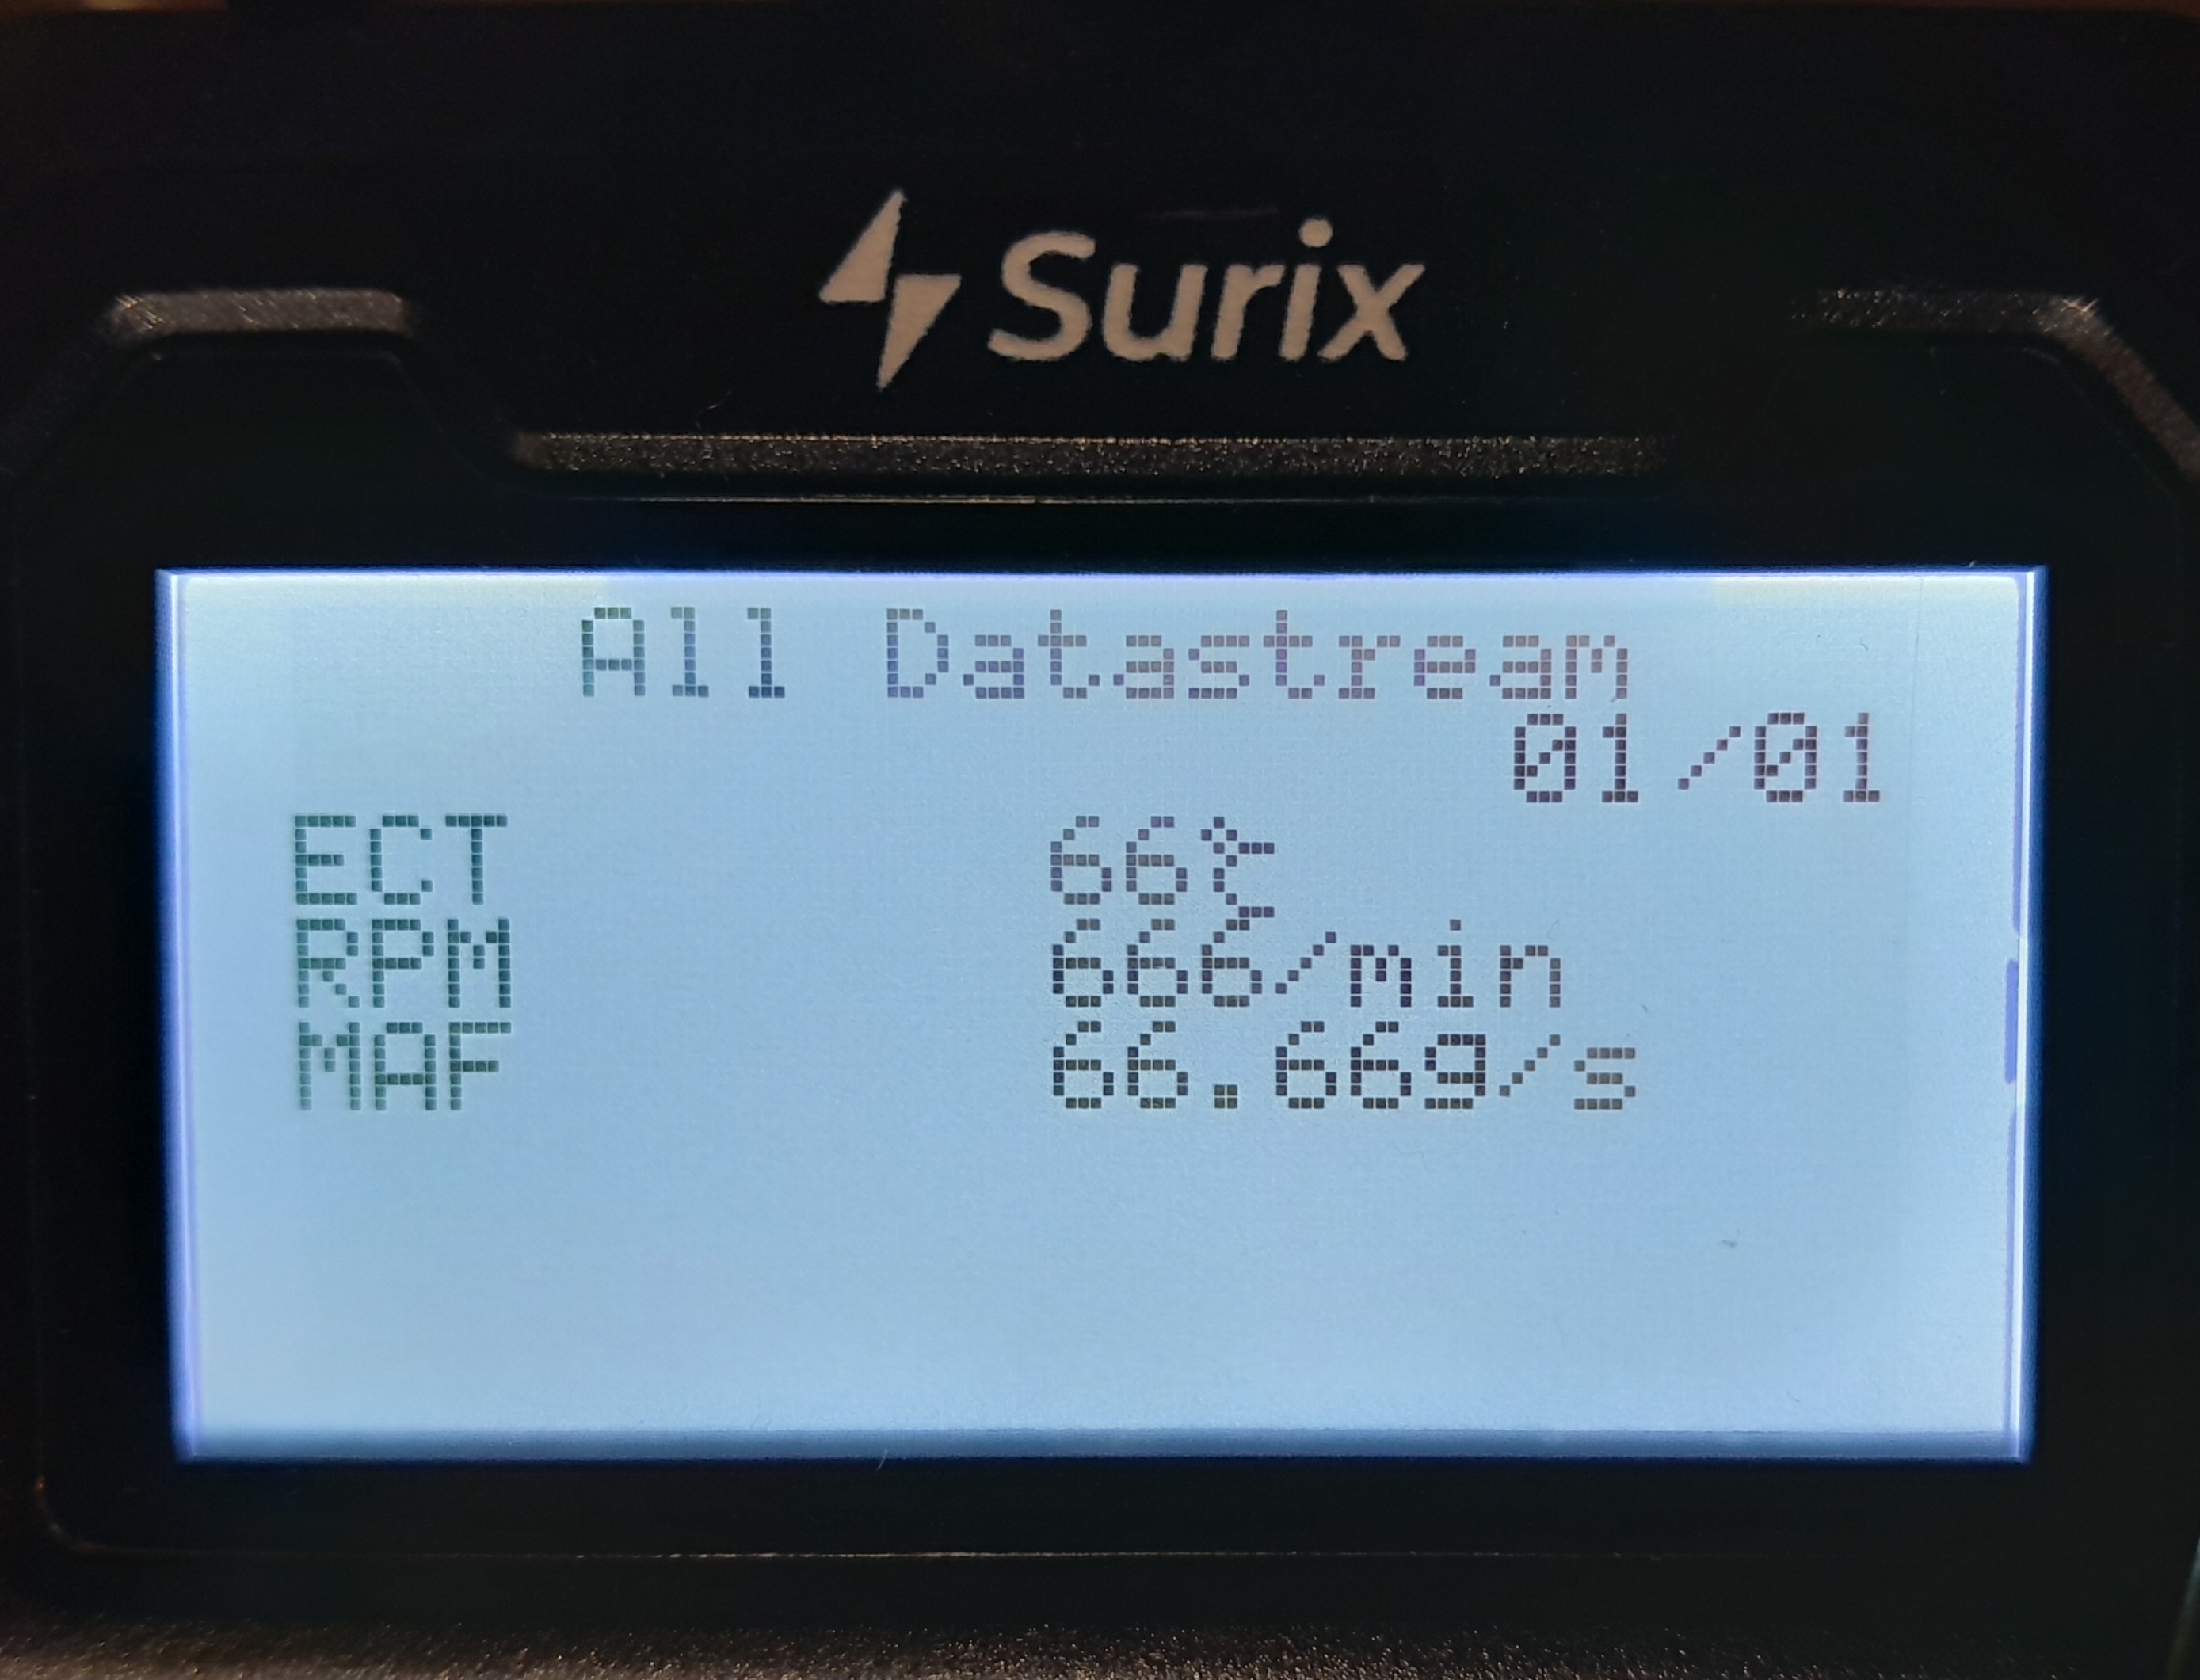 Surix
All Datastream
01/01
ECT 66℃
RPM 666/min
MAF 66.66g/s